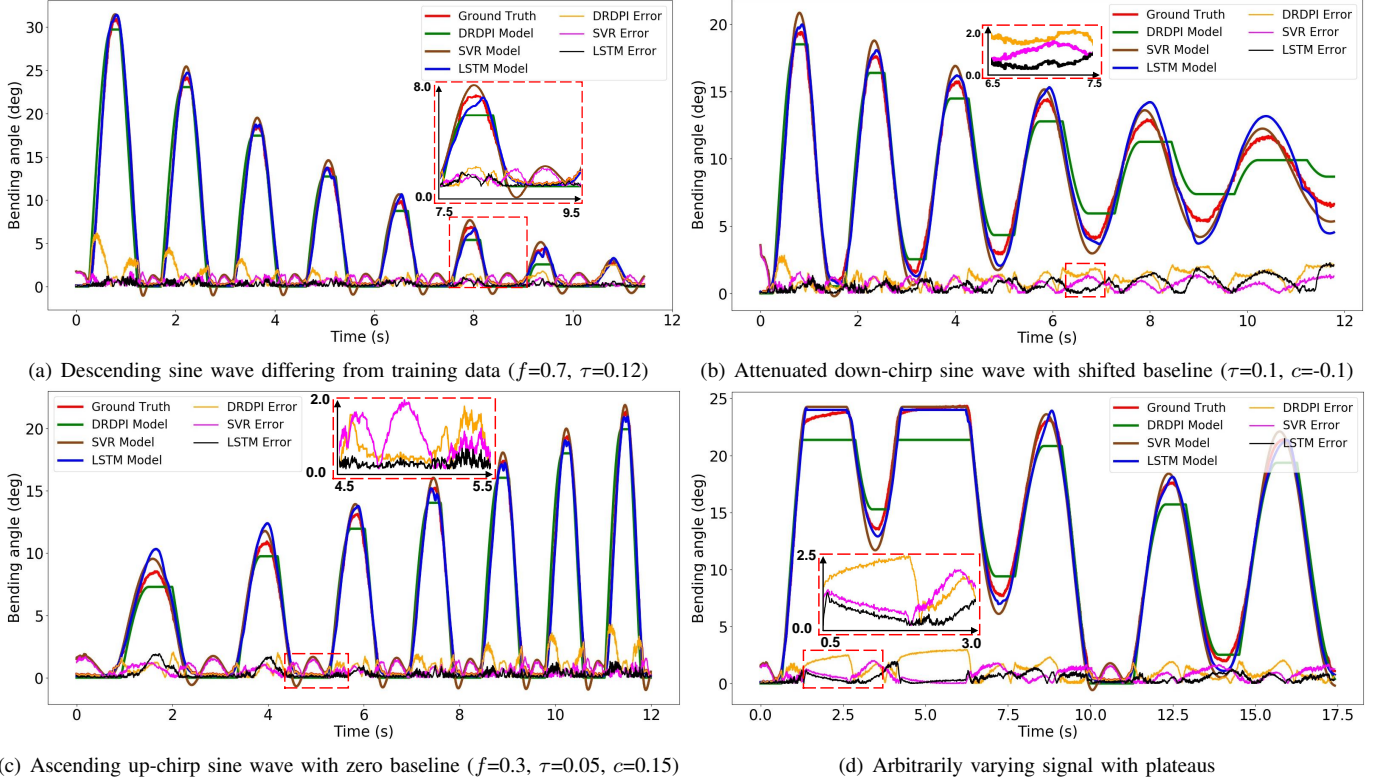 Ground Truth
DRDPI Model
SVR Model
LSTM Model
DRDPI Error
SVR Error
LSTM Error
Bending angle (deg)
30
25
20
15
10
5
0
8.0
0.0
7.5
9.5
0
2
4
6
8
10
12
Time (s)
(a) Descending sine wave differing from training data (f=0.7, τ=0.12)
Ground Truth
DRDPI Model
SVR Model
LSTM Model
DRDPI Error
SVR Error
LSTM Error
Bending angle (deg)
20
15
10
5
0
2.0
0.0
6.5
7.5
0
2
4
6
8
10
Time (s)
(b) Attenuated down-chirp sine wave with shifted baseline (τ=0.1, c=-0.1)
Ground Truth
DRDPI Model
SVR Model
LSTM Model
DRDPI Error
SVR Error
LSTM Error
Bending angle (deg)
20
15
10
5
0
2.0
0.0
4.5
5.5
0
2
4
6
8
10
12
Time (s)
(c) Ascending up-chirp sine wave with zero baseline (f=0.3, τ=0.05, c=0.15)
Ground Truth
DRDPI Model
SVR Model
LSTM Model
DRDPI Error
SVR Error
LSTM Error
Bending angle (deg)
25
20
15
10
5
0
2.5
0.0
0.5
3.0
0.0
2.5
5.0
7.5
10.0
12.5
15.0
17.5
Time (s)
(d) Arbitrarily varying signal with plateaus